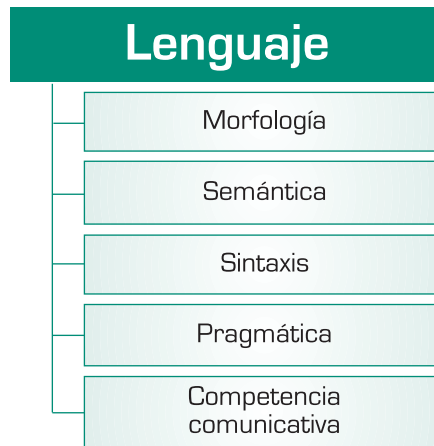 Lenguaje
Morfología
Semántica
Sintaxis
Pragmática
Competencia
comunicativa